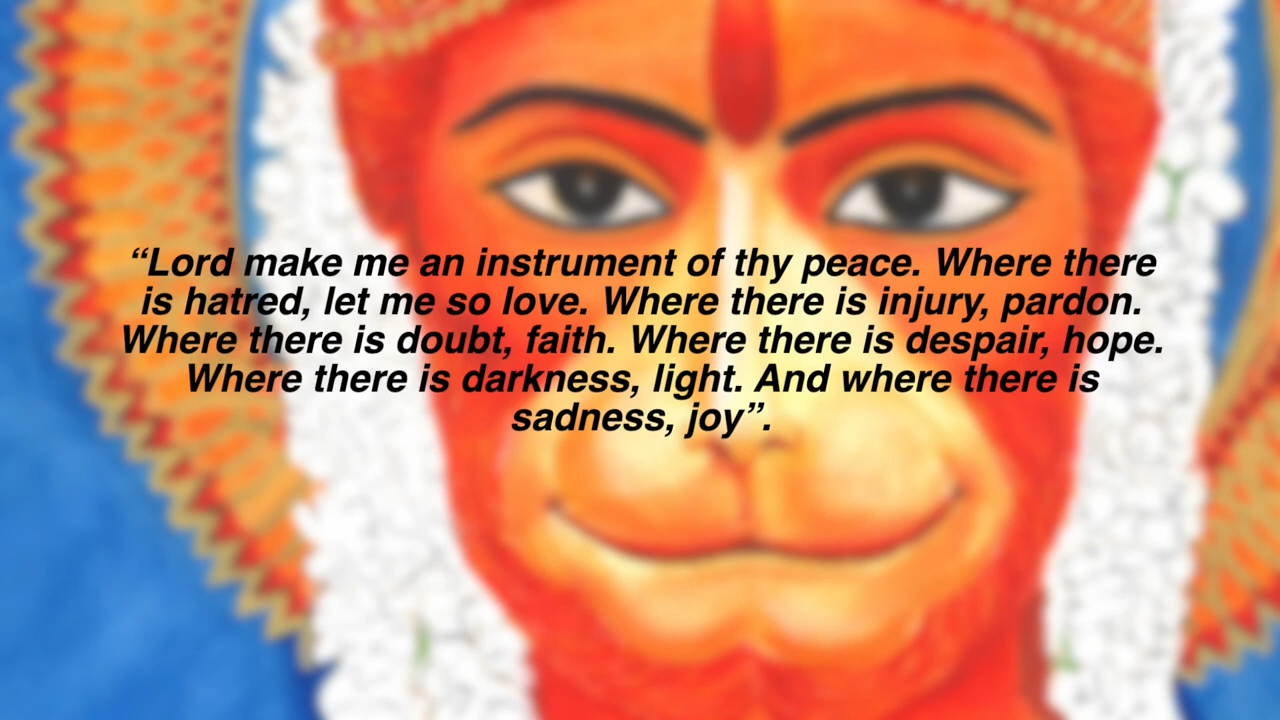 “Lord make me an instrument of thy peace. Where there
is hatred, let me so love. Where there is injury, pardon.
Where there is doubt, faith. Where there is despair, hope.
Where there is darkness, light. And where there is
sadness, joy”.